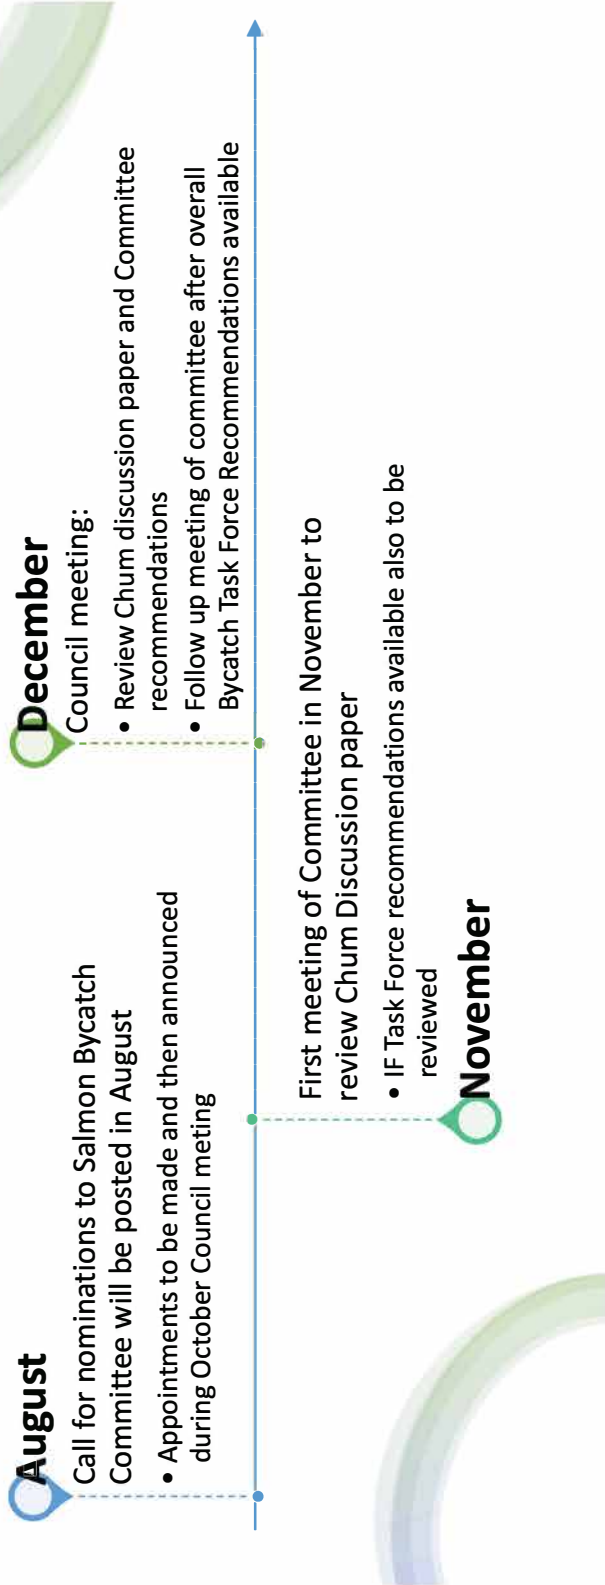 August
Call for nominations to Salmon Bycatch
Committee will be posted in August
• Appointments to be made and then announced
during October Council meting
First meeting of Committee in November to
review Chum Discussion paper
• IF Task Force recommendations available also to be
reviewed
November
December
Council meeting:
• Review Chum discussion paper and Committee
recommendations
• Follow up meeting of committee after overall
Bycatch Task Force Recommendations available